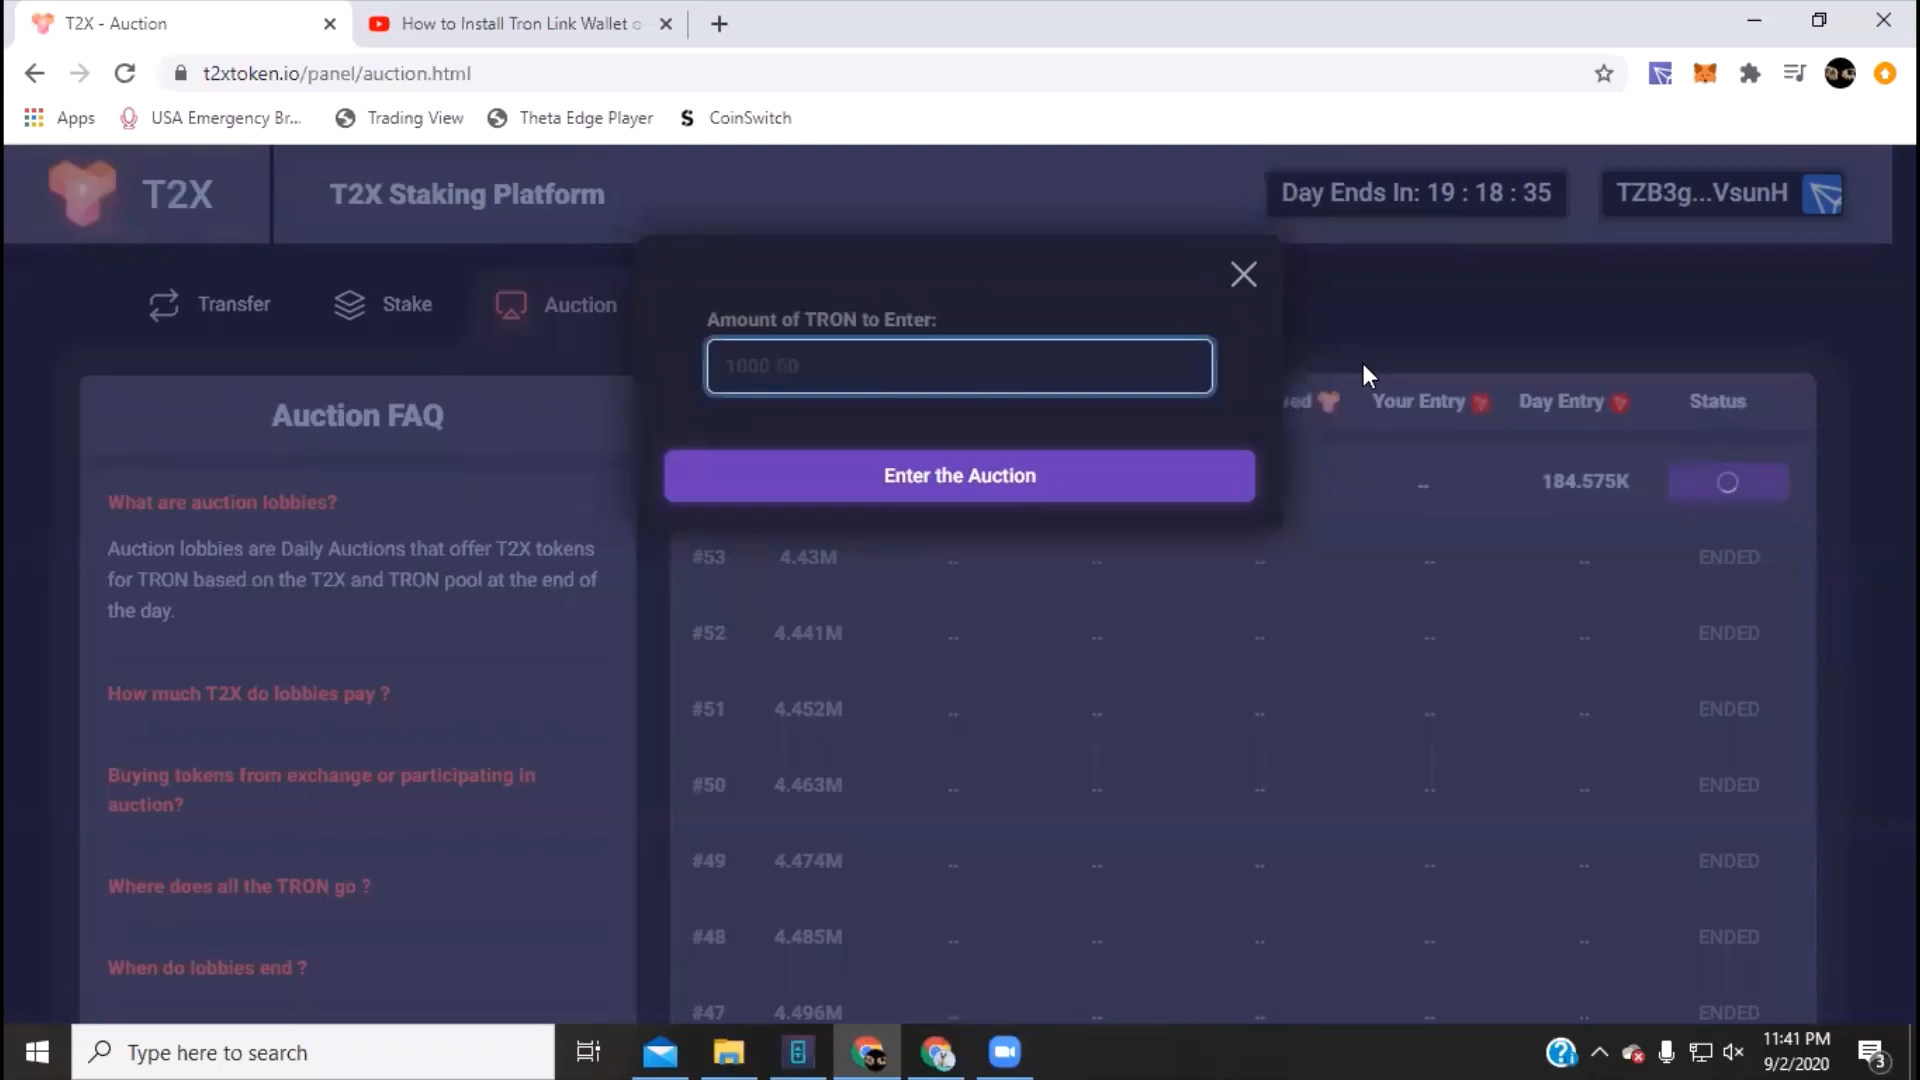 T2X - Auction
How to Install Tron Link Wallet
t2xtoken.io/panel/auction.html
Apps
USA Emergency Br...
Trading View
Theta Edge Player
CoinSwitch
T2X
T2X Staking Platform
Day Ends In: 19 : 18 : 35
TZB3g...VsunH
Transfer
Stake
Auction
Amount of TRON to Enter:
1000.00
Enter the Auction
Auction FAQ
What are auction lobbies?
Auction lobbies are Daily Auctions that offer T2X tokens
for TRON based on the T2X and TRON pool at the end of
the day.
How much T2X do lobbies pay ?
Buying tokens from exchange or participating in
auction?
Where does all the TRON go ?
When do lobbies end ?
Your Entry Day Entry Status
.. 184.575K
#53 4.43M .. .. .. .. .. ENDED
#52 4.441M .. .. .. .. .. ENDED
#51 4.452M .. .. .. .. .. ENDED
#50 4.463M .. .. .. .. .. ENDED
#49 4.474M .. .. .. .. .. ENDED
#48 4.485M .. .. .. .. .. ENDED
#47 4.496M .. .. .. .. .. ENDED
Type here to search
11:41 PM
9/2/2020
3